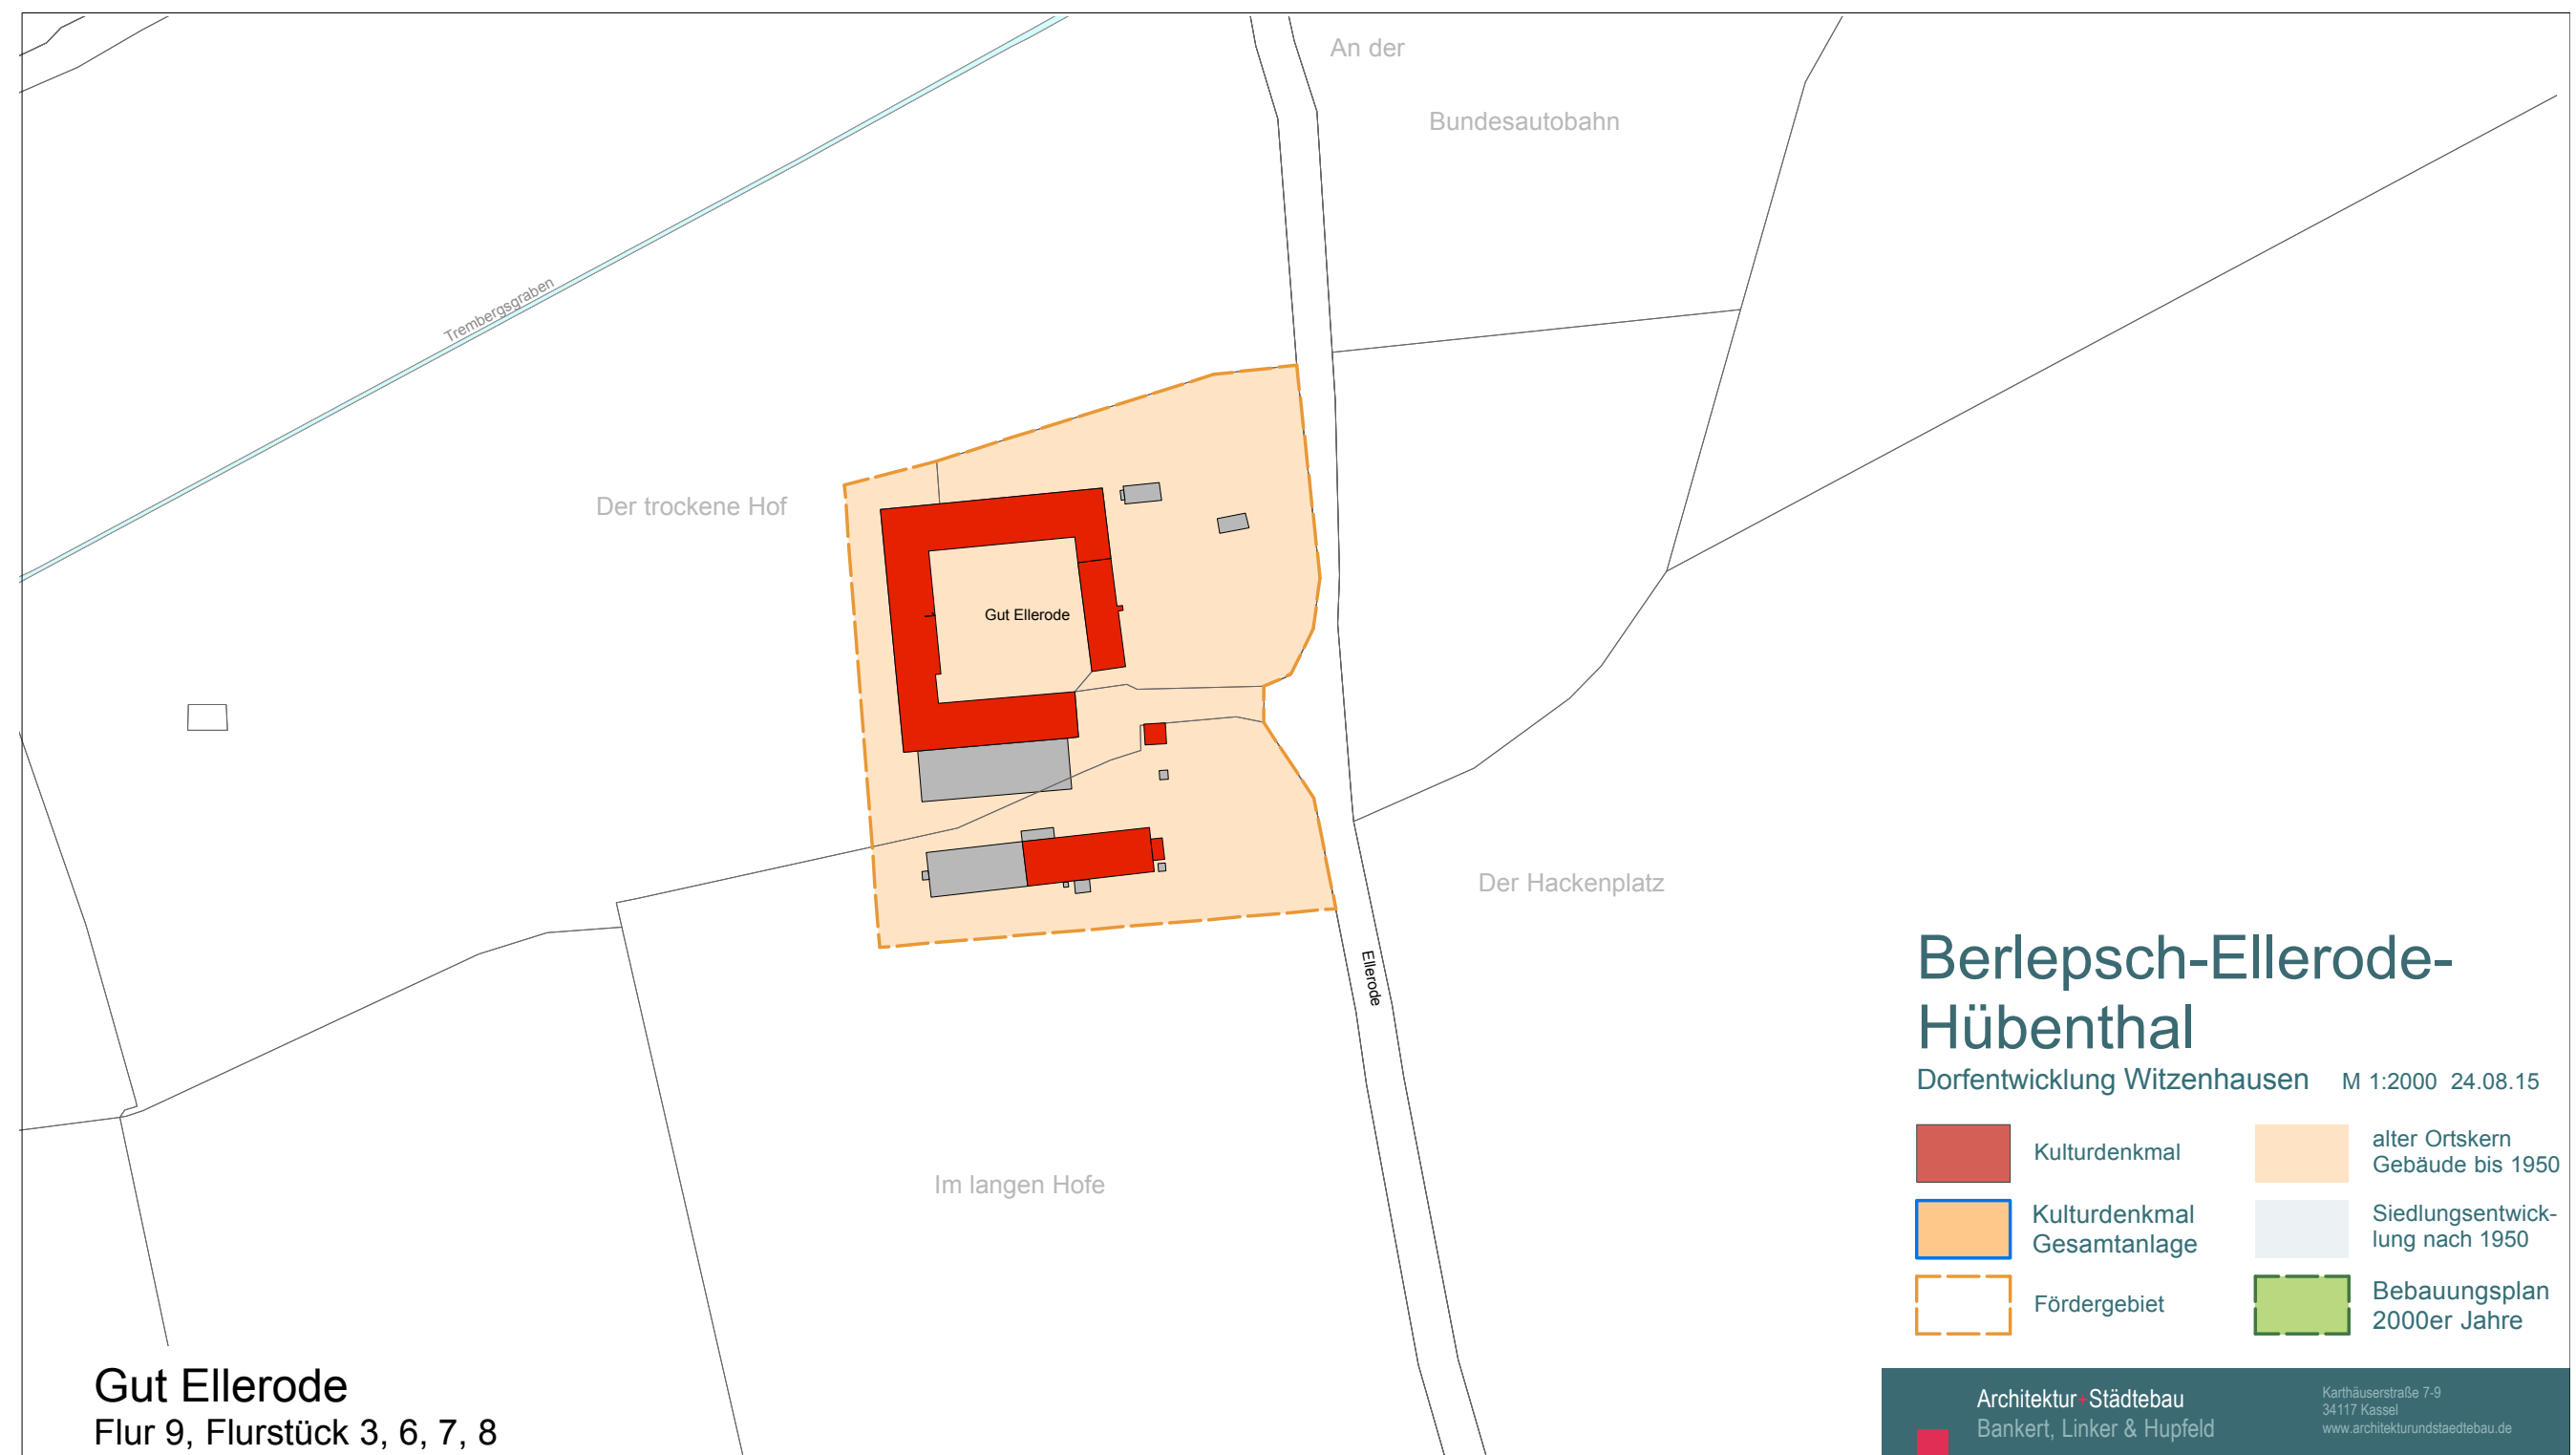 An der
Bundesautobahn
Trembergsgraben
Der trockene Hof
Gut Ellerode
Der Hackenplatz
Ellerode
Im langen Hofe
Berlepsch-Ellerode-
Hübenthal
Dorfentwicklung Witzenhausen M 1:2000 24.08.15
Kulturdenkmal
alter Ortskern
Gebäude bis 1950
Kulturdenkmal
Gesamtanlage
Siedlungsentwick-
lung nach 1950
Fördergebiet
Bebauungsplan
2000er Jahre
Gut Ellerode
Flur 9, Flurstück 3, 6, 7, 8
Architektur+Städtebau
Bankert, Linker & Hupfeld
Karthäuserstraße 7-9
34117 Kassel
www.architekturundstaedtebau.de